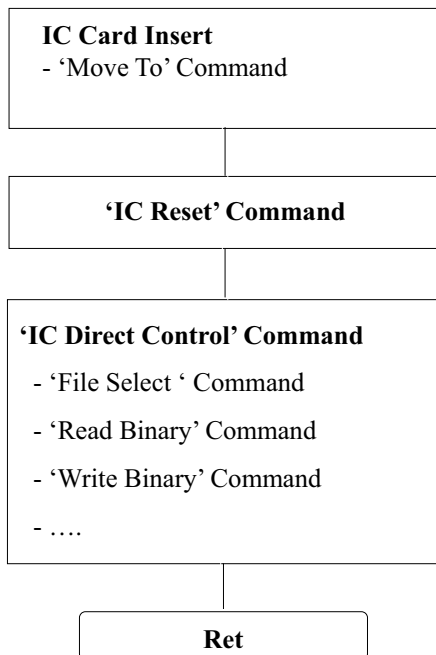 IC Card Insert
- ‘Move To’ Command
‘IC Reset’ Command
‘IC Direct Control’ Command
- ‘File Select ‘ Command
- ‘Read Binary’ Command
- ‘Write Binary’ Command
- ….
Ret